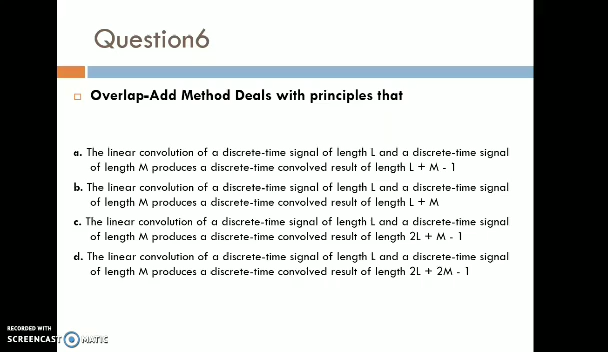 Question6
Overlap-Add Method Deals with principles that
a. The linear convolution of a discrete-time signal of length L and a discrete-time signal
of length M produces a discrete-time convolved result of length L + M - 1
b. The linear convolution of a discrete-time signal of length L and a discrete-time signal
of length M produces a discrete-time convolved result of length L + M
c. The linear convolution of a discrete-time signal of length L and a discrete-time signal
of length M produces a discrete-time convolved result of length 2L + M - 1
d. The linear convolution of a discrete-time signal of length L and a discrete-time signal
of length M produces a discrete-time convolved result of length 2L + 2M - 1
RECORDED WITH
SCREENCAST MATIC